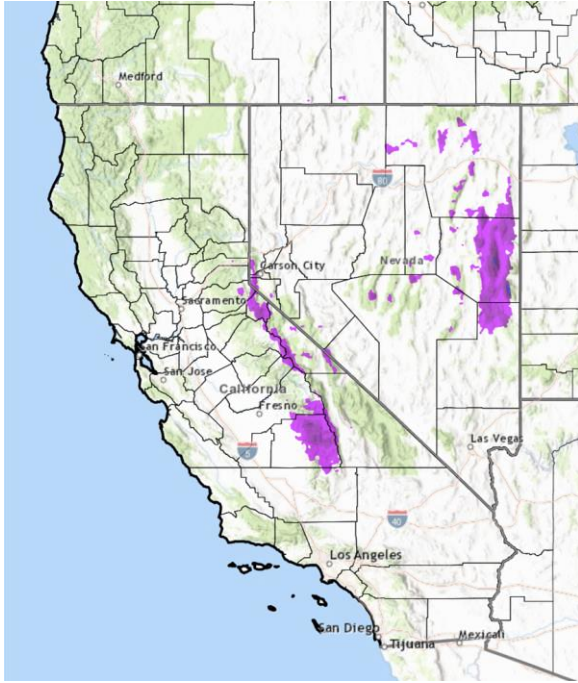 Medford
80
Carson City
Nevada
Sacramento
San Francisco
San Jose
California
Fresno
5
Las Vegas
40
Los Angeles
San Diego
Tijuana
Mexicali